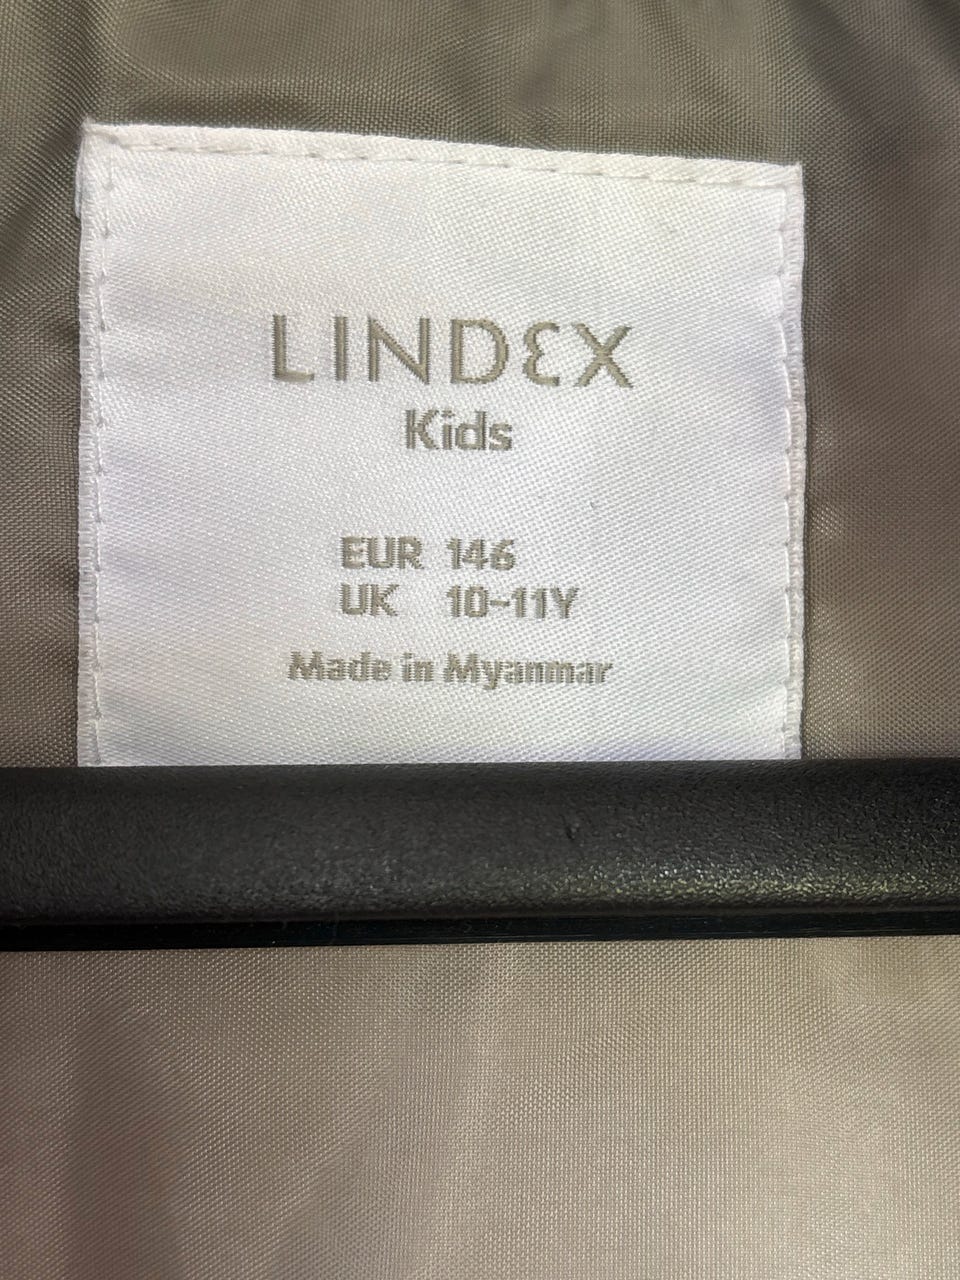 LINDEX
Kids
EUR 146
UK 10-11Y
Made in Myanmar